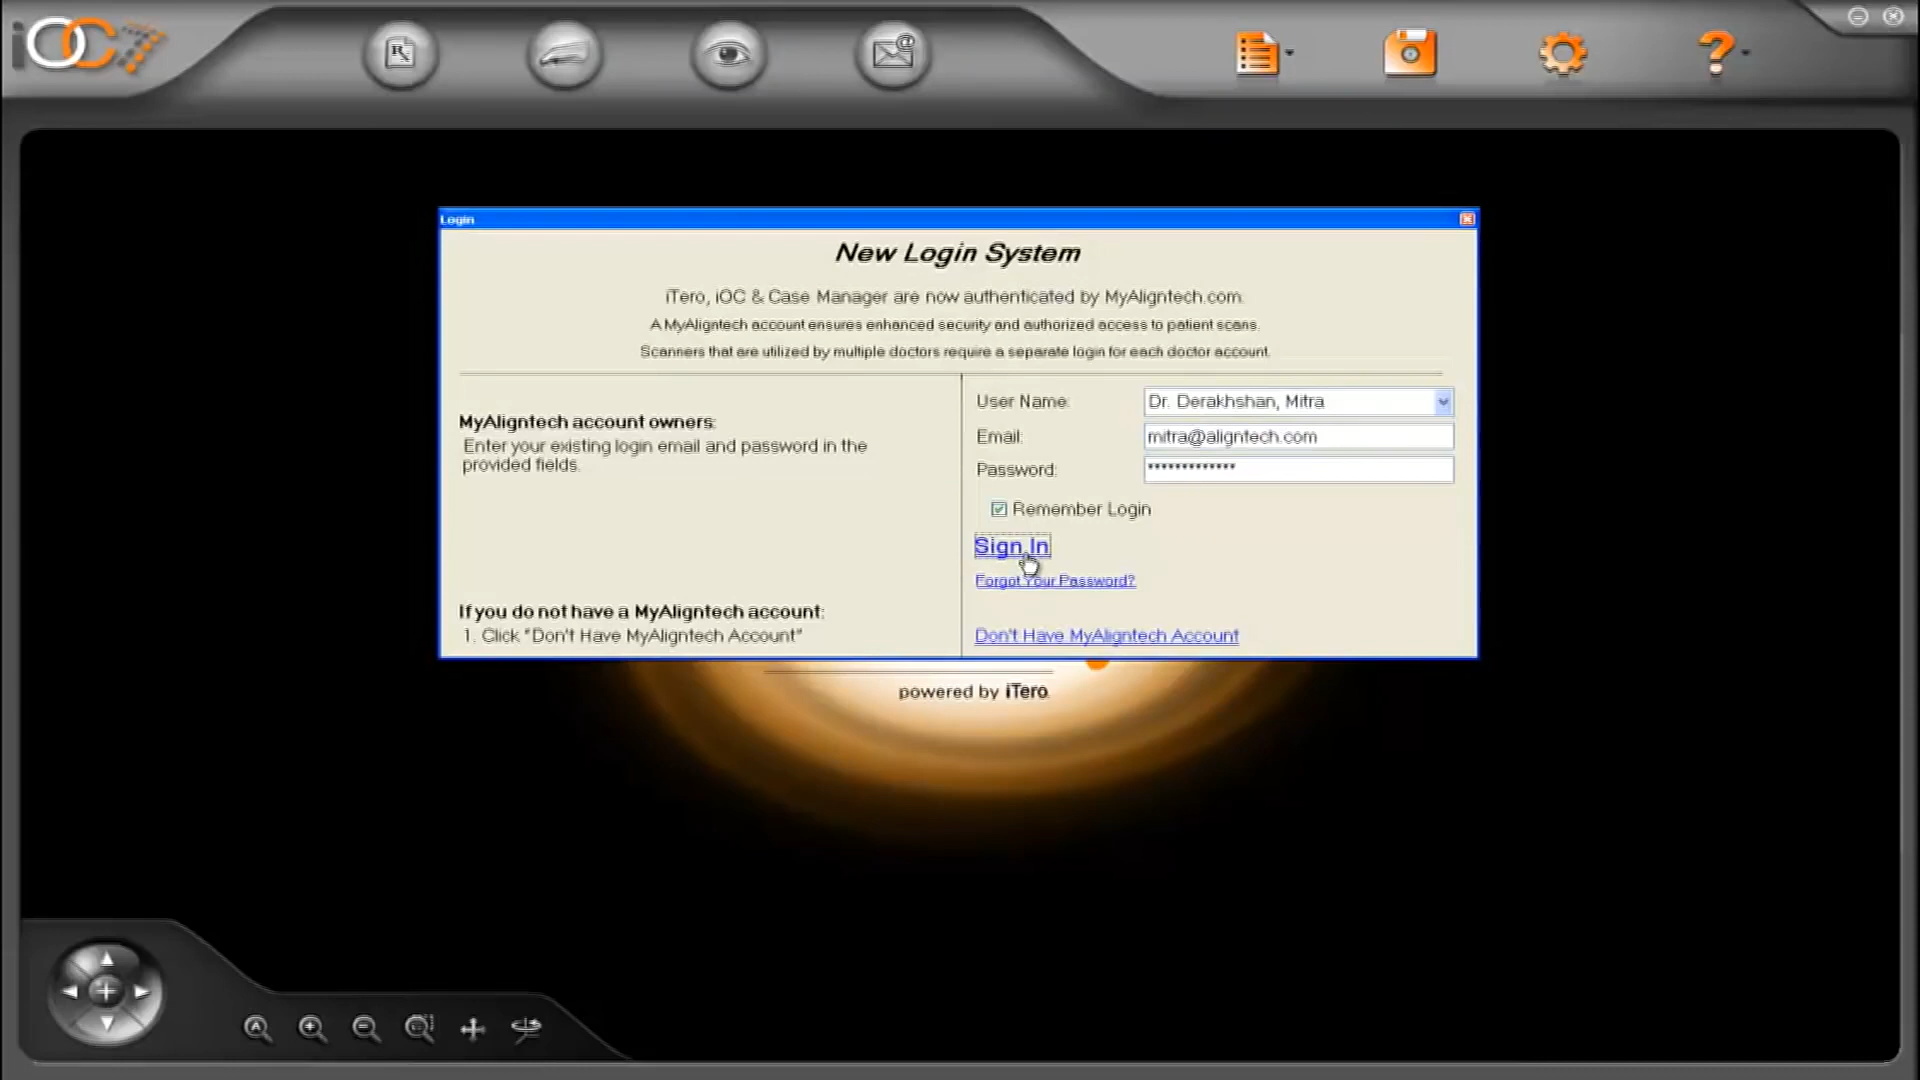 iOC7
Login
New Login System
iTero, iOC & Case Manager are now authenticated by MyAligntech.com.
A MyAligntech account ensures enhanced security and authorized access to patient scans.
Scanners that are utilized by multiple doctors require a separate login for each doctor account.
MyAligntech account owners:
Enter your existing login email and password in the
provided fields.
If you do not have a MyAligntech account:
1. Click "Don't Have MyAligntech Account"
User Name:
Dr. Derakhshan, Mitra
Email:
mitra@aligntech.com
Password:
*************
Remember Login
Sign In
Forgot Your Password?
Don't Have MyAligntech Account
powered by iTero